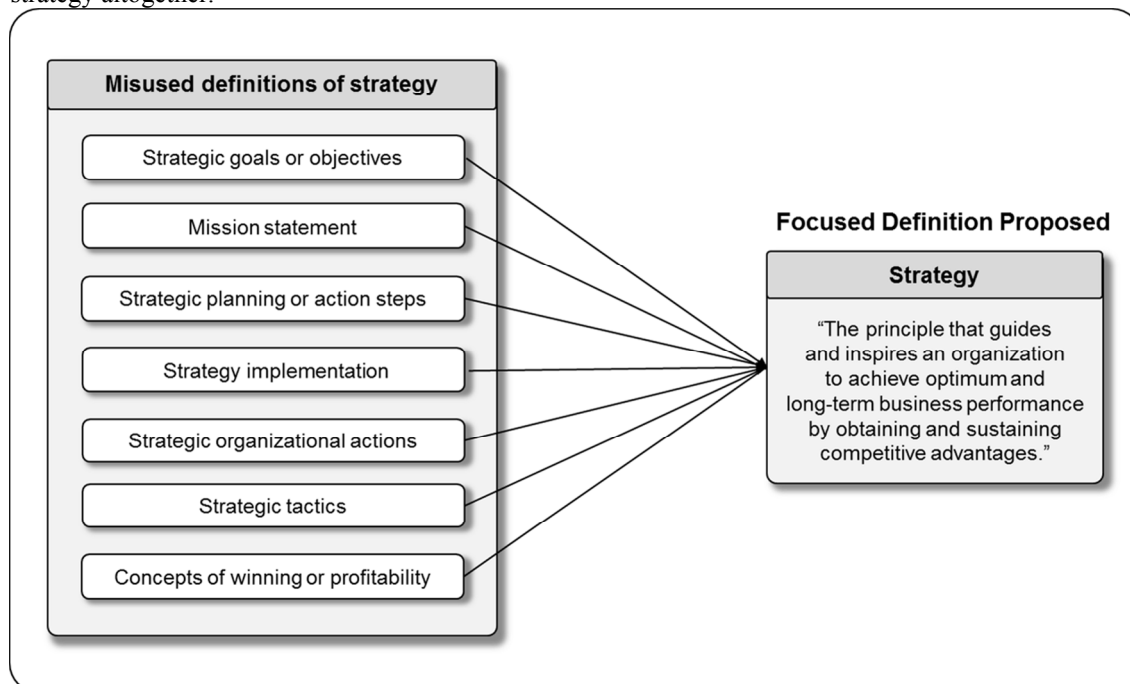 strategy altogether.
Misused definitions of strategy
Strategic goals or objectives
Mission statement
Strategic planning or action steps
Strategy implementation
Strategic organizational actions
Strategic tactics
Concepts of winning or profitability
Focused Definition Proposed
Strategy
“The principle that guides
and inspires an organization
to achieve optimum and
long-term business performance
by obtaining and sustaining
competitive advantages.”